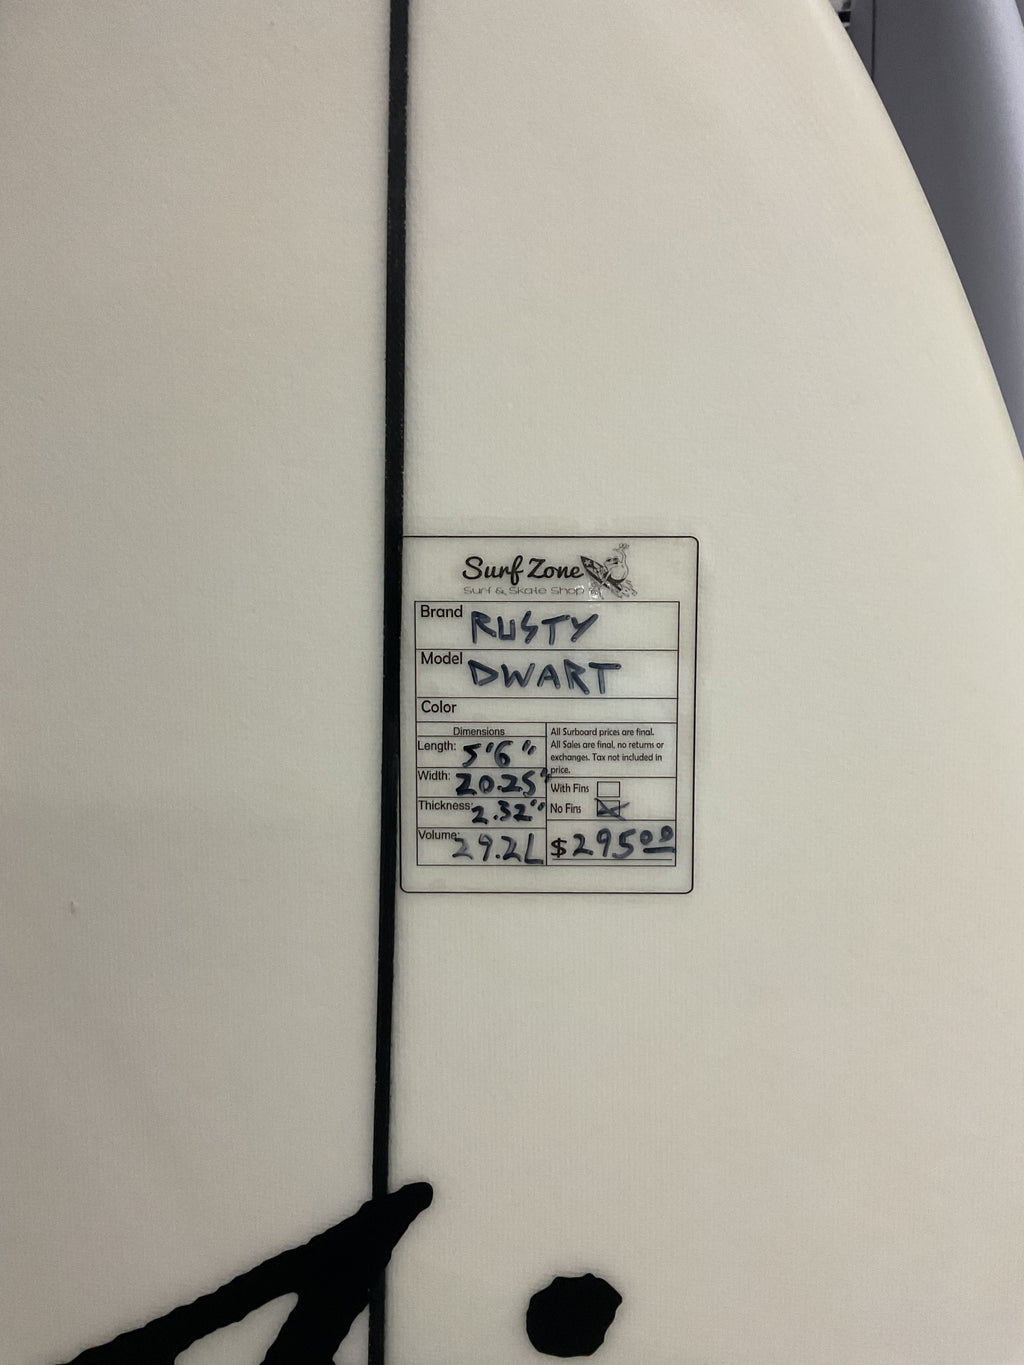 Surf Zone
Surf & Skate Shop
Brand RUSTY
Model DWART
Color
Dimensions
Length: 5'6"
Width: 20.25"
Thickness: 2.32"
Volume: 29.2L
All Surboard prices are final.
All Sales are final, no returns or
exchanges. Tax not included in
price.
With Fins
No Fins
$295.00